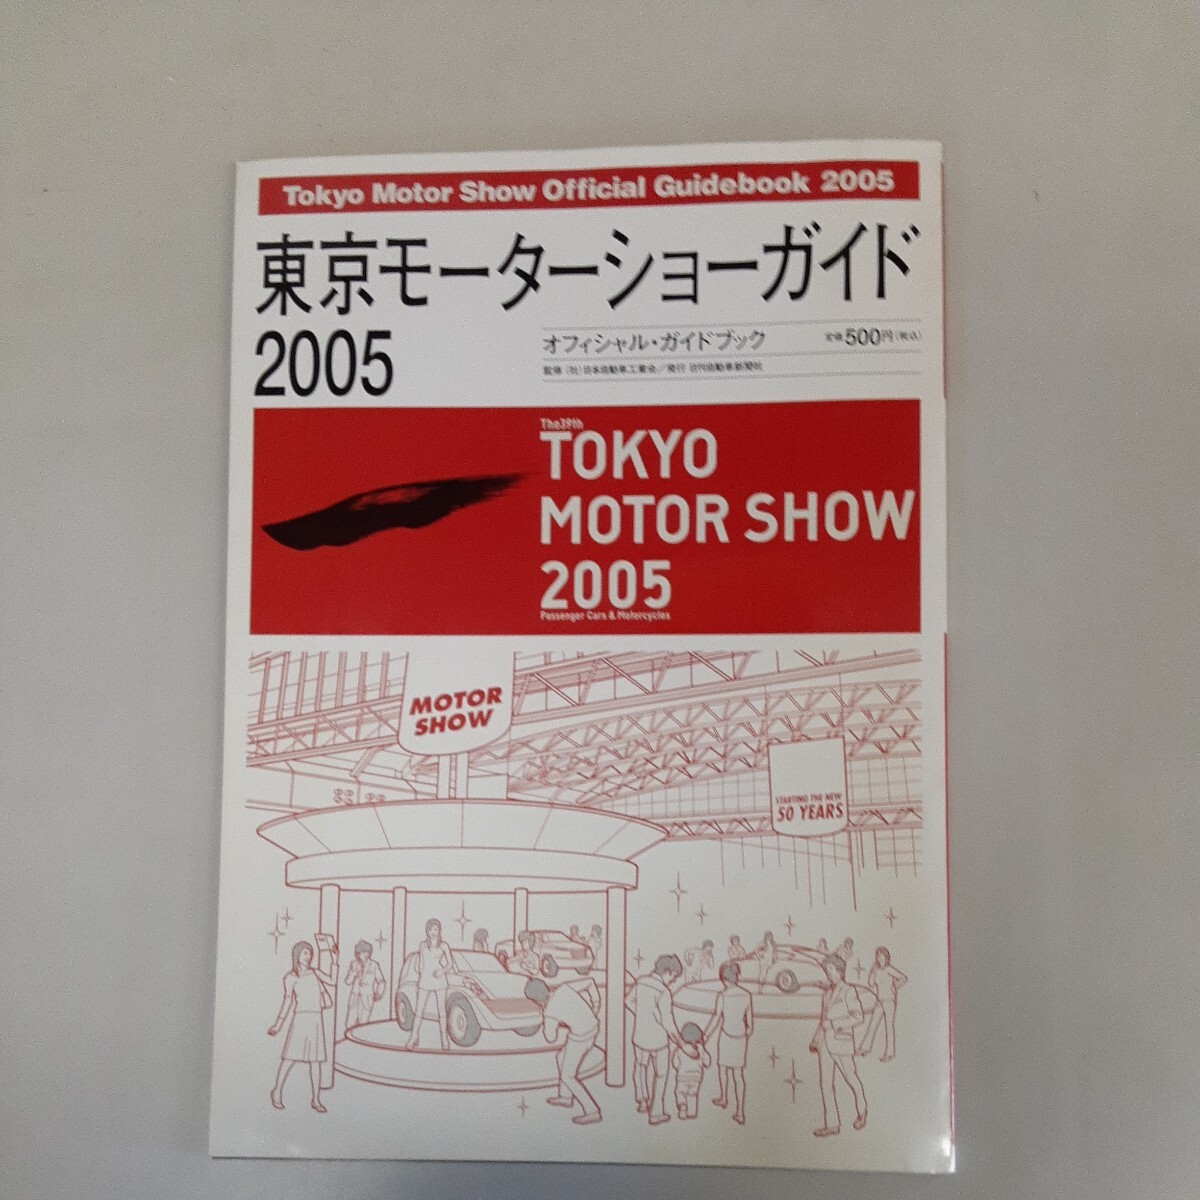 Tokyo Motor Show Official Guidebook 2005
東京モーターショーガイド
2005
オフィシャル・ガイドブック
定価500円(税込)
監修 (社)日本自動車工業会／発行 日刊自動車新聞社
The39th
TOKYO
MOTOR SHOW
2005
Passenger Cars & Motorcycles
MOTOR
SHOW
STARTING THE NEW
50 YEARS